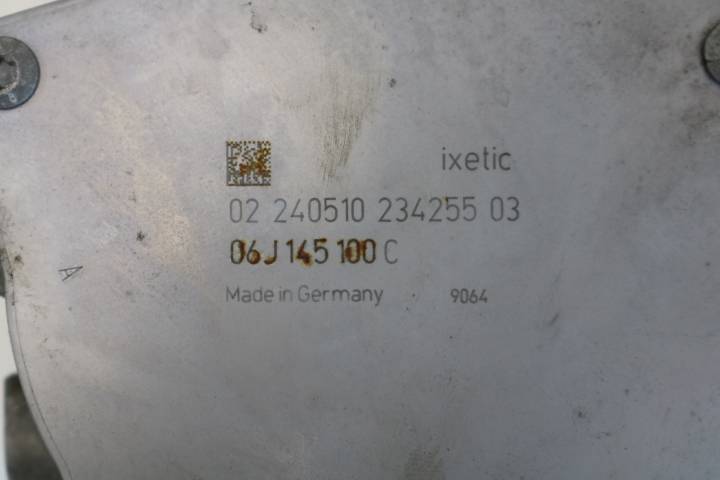 ixetic
02 240510 234255 03
06J 145 100 C
A
Made in Germany 9064